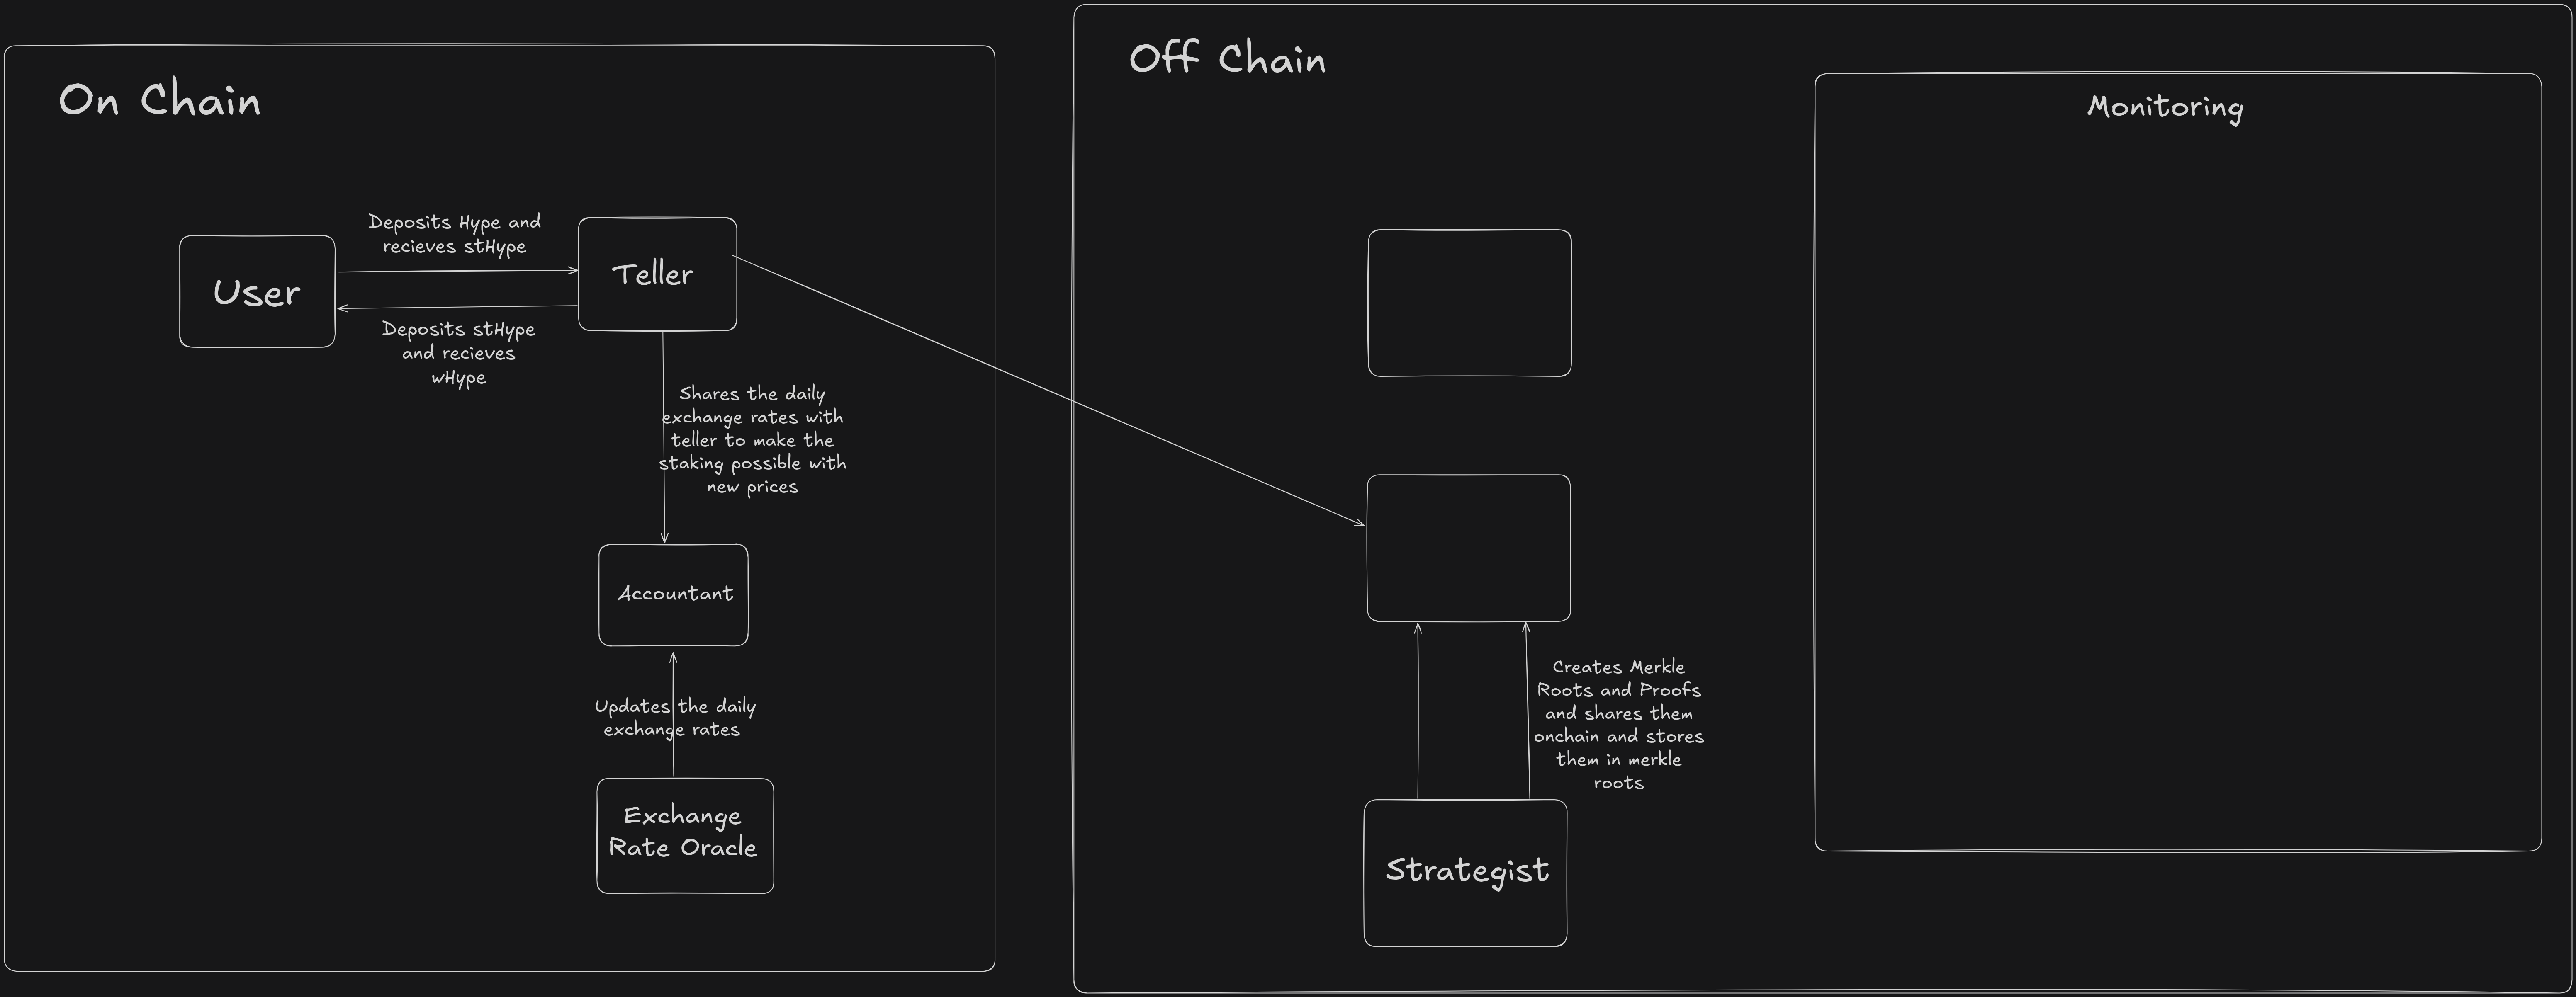 On Chain
Deposits Hype and
recieves stHype
User
Teller
Deposits stHype
and recieves
wHype
Shares the daily
exchange rates with
teller to make the
staking possible with
new prices
Accountant
Updates the daily
exchange rates
Exchange
Rate Oracle
Off Chain
Monitoring
Creates Merkle
Roots and Proofs
and shares them
onchain and stores
them in merkle
roots
Strategist